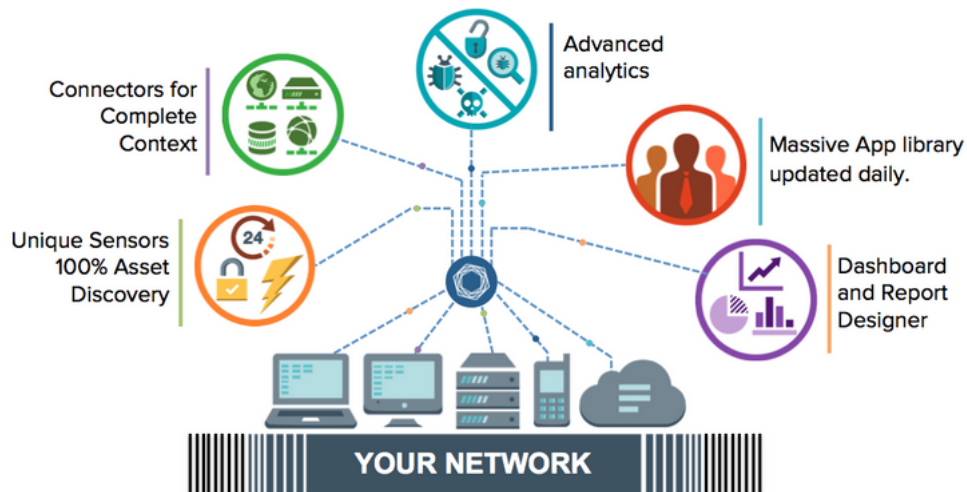 Advanced
analytics
Connectors for
Complete
Context
Massive App library
updated daily.
Unique Sensors
100% Asset
Discovery
24
Dashboard
and Report
Designer
YOUR NETWORK